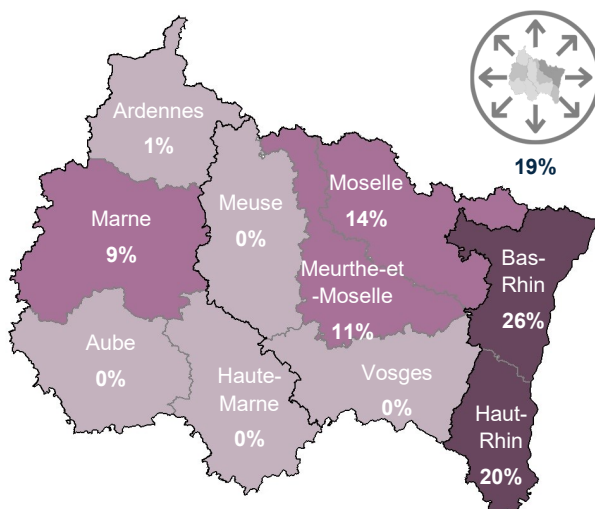 Ardennes
1%
19%
Marne
9%
Meuse
0%
Moselle
14%
Meurthe-et
-Moselle
11%
Bas-
Rhin
26%
Aube
0%
Haute-
Marne
0%
Vosges
0%
Haut-
Rhin
20%